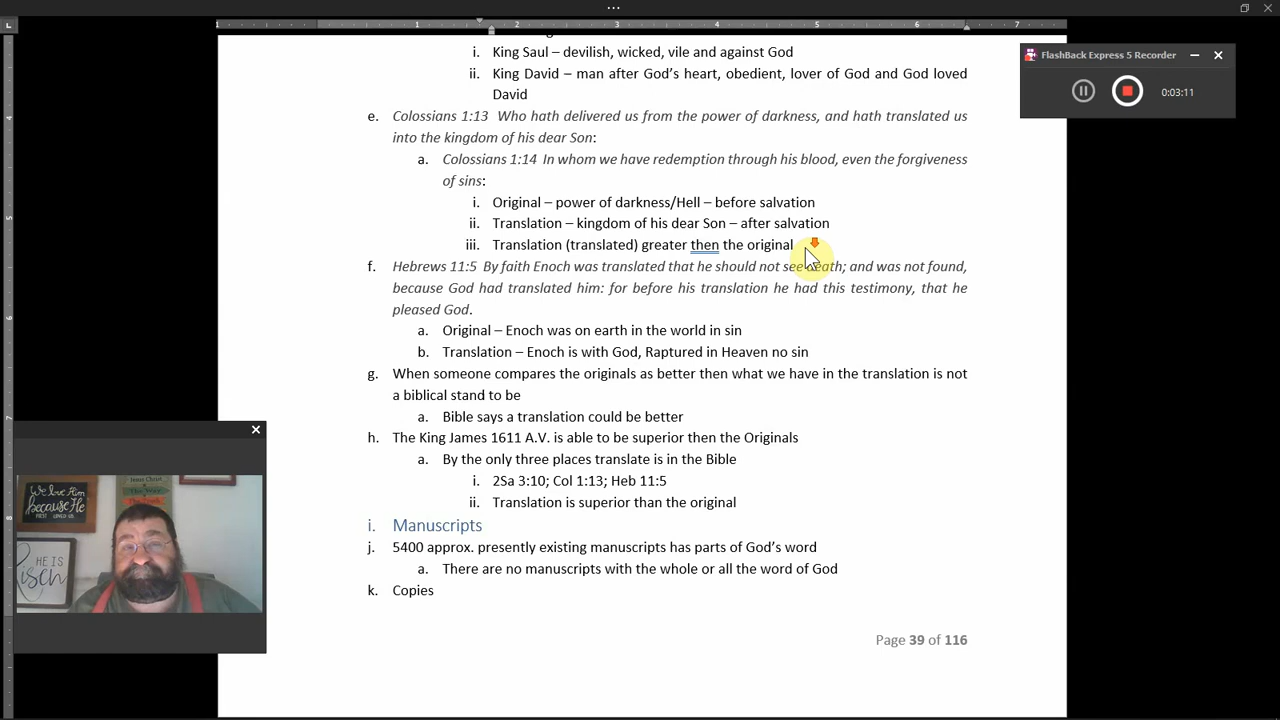 1 2 3 4 5 6 7
FlashBack Express 5 Recorder
0:03:11
i. King Saul – devilish, wicked, vile and against God
ii. King David – man after God's heart, obedient, lover of God and God loved
David
e. Colossians 1:13 Who hath delivered us from the power of darkness, and hath translated us
into the kingdom of his dear Son:
a. Colossians 1:14 In whom we have redemption through his blood, even the forgiveness
of sins:
i. Original – power of darkness/Hell – before salvation
ii. Translation – kingdom of his dear Son – after salvation
iii. Translation (translated) greater then the original
f. Hebrews 11:5 By faith Enoch was translated that he should not see death; and was not found,
because God had translated him: for before his translation he had this testimony, that he
pleased God.
a. Original – Enoch was on earth in the world in sin
b. Translation – Enoch is with God, Raptured in Heaven no sin
g. When someone compares the originals as better then what we have in the translation is not
a biblical stand to be
a. Bible says a translation could be better
h. The King James 1611 A.V. is able to be superior then the Originals
a. By the only three places translate is in the Bible
i. 2Sa 3:10; Col 1:13; Heb 11:5
ii. Translation is superior than the original
i. Manuscripts
j. 5400 approx. presently existing manuscripts has parts of God's word
a. There are no manuscripts with the whole or all the word of God
k. Copies
Page 39 of 116
We love Him
because He
FIRST LOVED US
Jesus Christ
HE IS
Risen